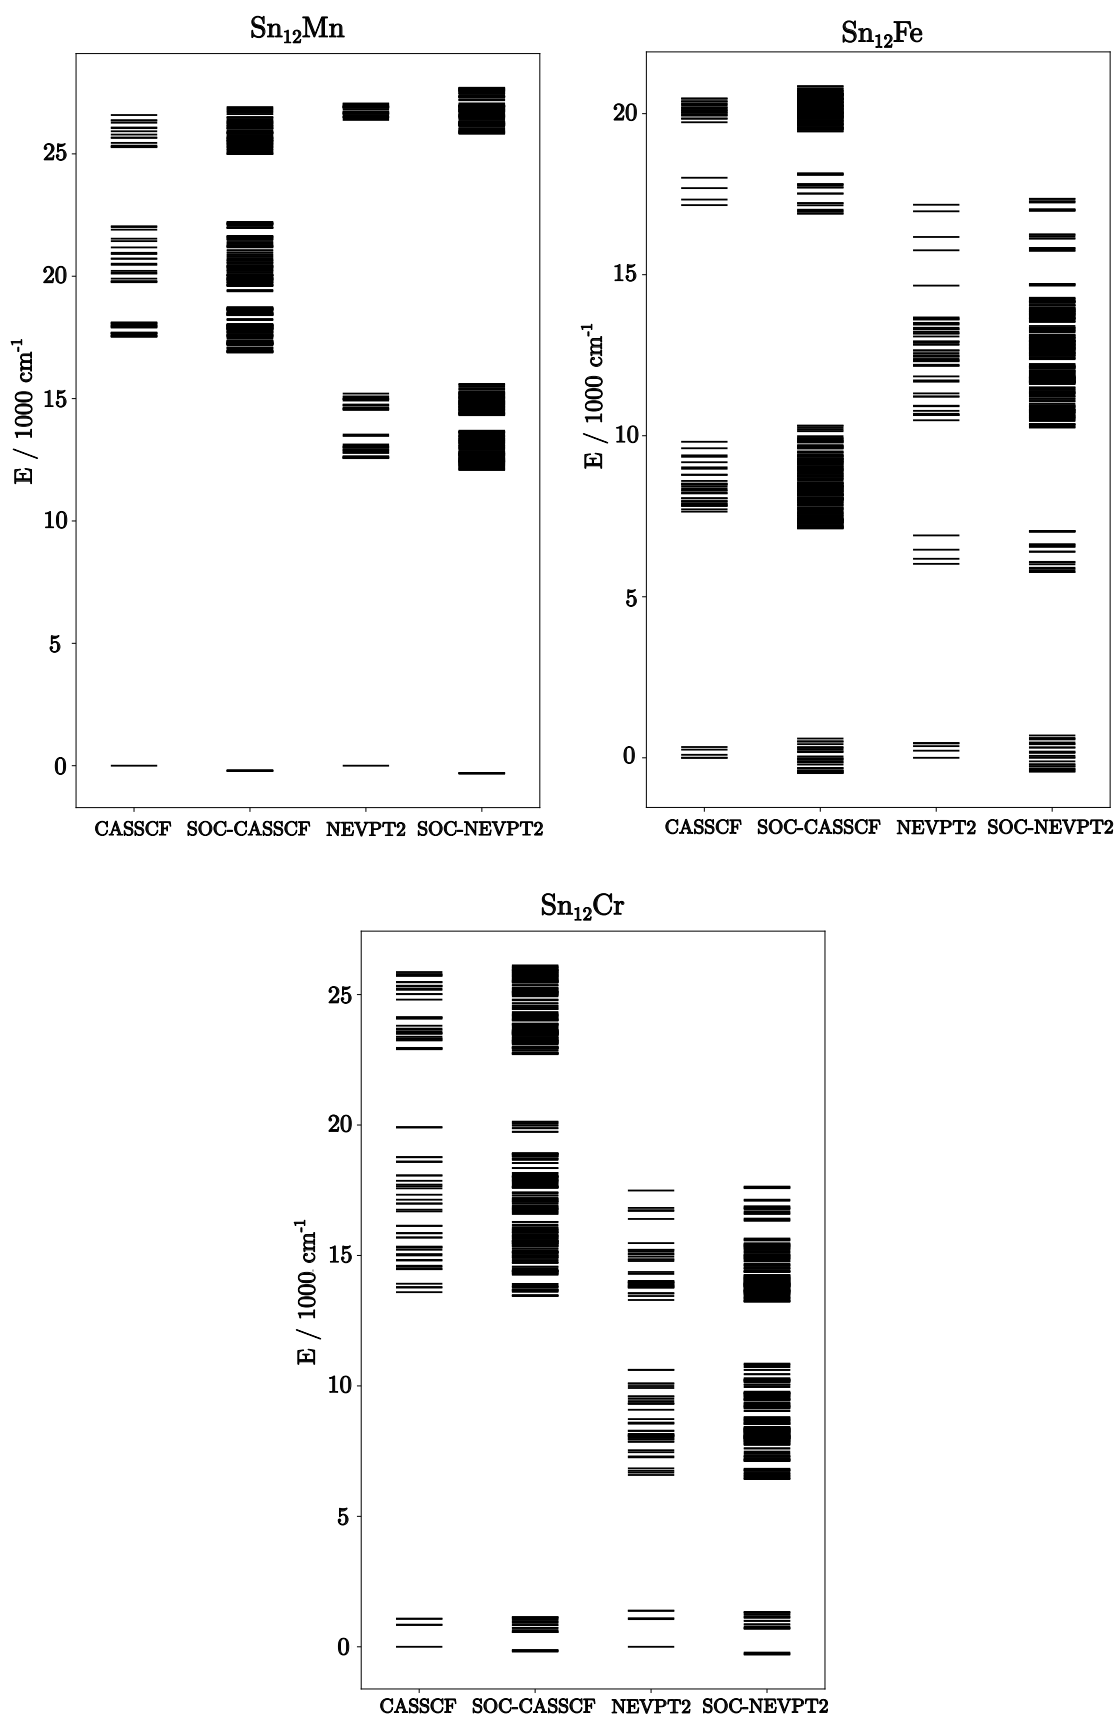 Sn₁₂Mn
25
20
15
10
5
0
E / 1000 cm⁻¹
CASSCF SOC-CASSCF NEVPT2 SOC-NEVPT2
Sn₁₂Fe
20
15
10
5
0
E / 1000 cm⁻¹
CASSCF SOC-CASSCF NEVPT2 SOC-NEVPT2
Sn₁₂Cr
25
20
15
10
5
0
E / 1000 cm⁻¹
CASSCF SOC-CASSCF NEVPT2 SOC-NEVPT2